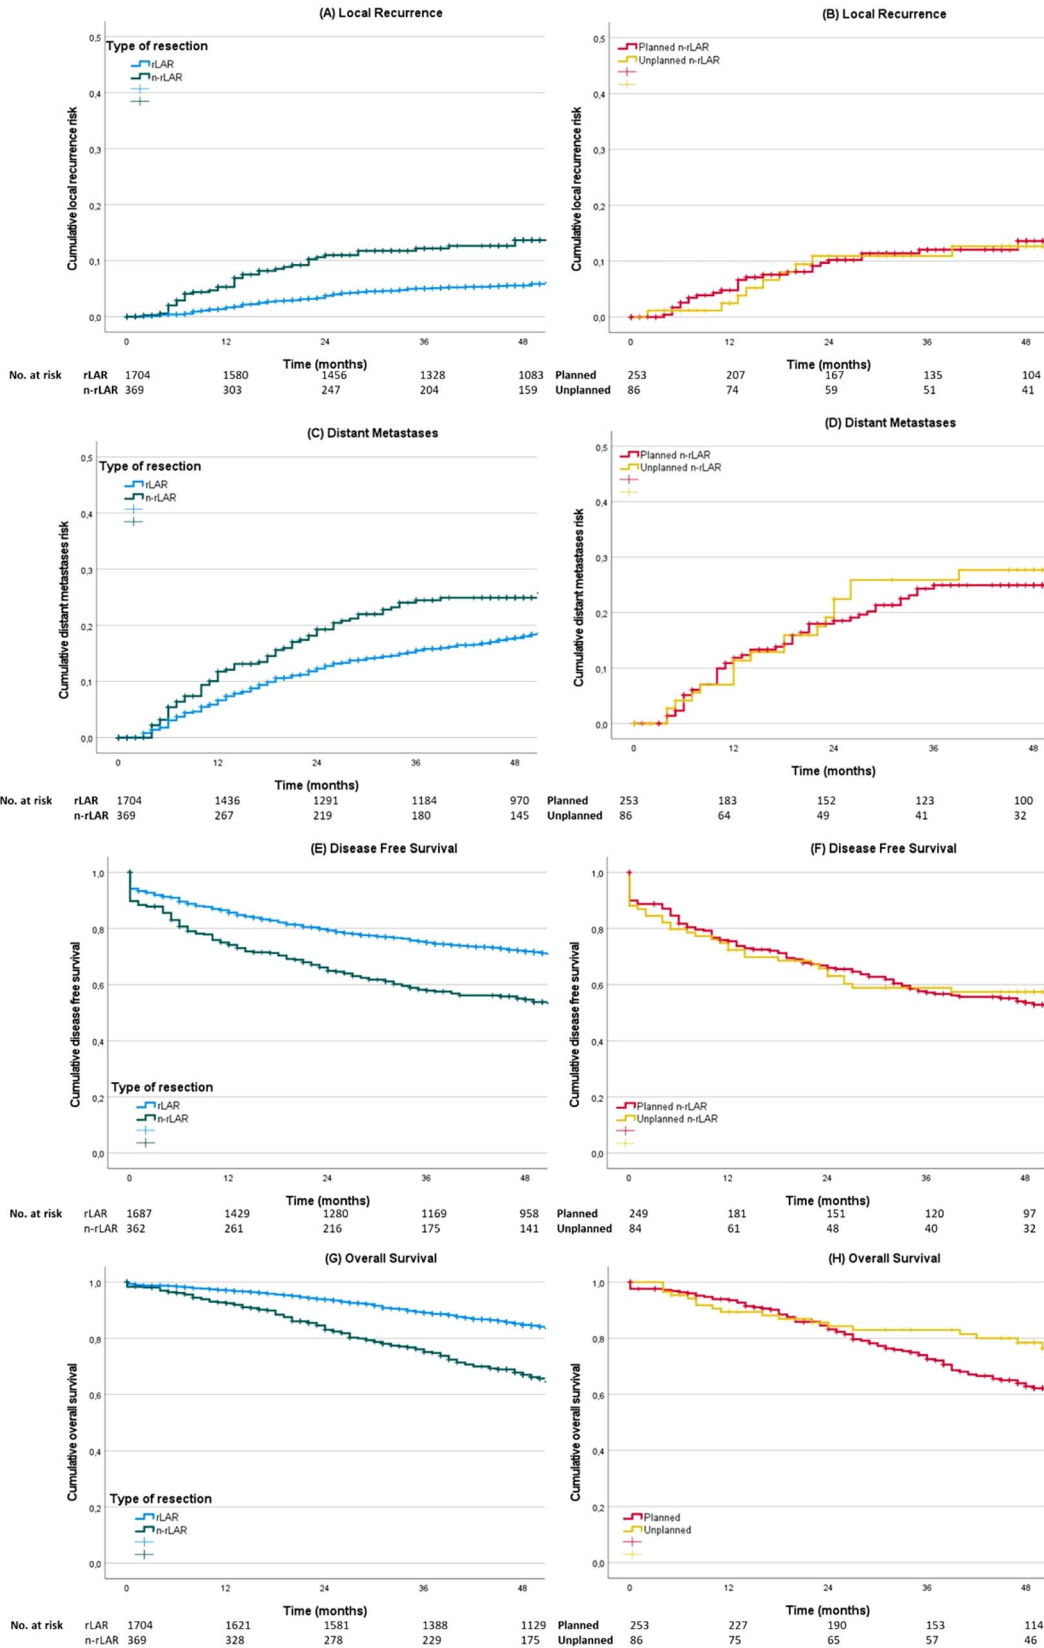 (A) Local Recurrence
Type of resection
rLAR
n-rLAR
Cumulative local recurrence risk
0,5
0,4
0,3
0,2
0,1
0,0
0 12 24 36 48
Time (months)
No. at risk rLAR 1704 1580 1456 1328 1083
n-rLAR 369 303 247 204 159
(B) Local Recurrence
Planned n-rLAR
Unplanned n-rLAR
Cumulative local recurrence risk
0,5
0,4
0,3
0,2
0,1
0,0
0 12 24 36 48
Time (months)
Planned 253 207 167 135 104
Unplanned 86 74 59 51 41
(C) Distant Metastases
Type of resection
rLAR
n-rLAR
Cumulative distant metastases risk
0,5
0,4
0,3
0,2
0,1
0,0
0 12 24 36 48
Time (months)
No. at risk rLAR 1704 1436 1291 1184 970
n-rLAR 369 267 219 180 145
(D) Distant Metastases
Planned n-rLAR
Unplanned n-rLAR
Cumulative distant metastases risk
0,5
0,4
0,3
0,2
0,1
0,0
0 12 24 36 48
Time (months)
Planned 253 183 152 123 100
Unplanned 86 64 49 41 32
(E) Disease Free Survival
Cumulative disease free survival
1,0
0,8
0,6
0,4
0,2
0,0
Type of resection
rLAR
n-rLAR
0 12 24 36 48
Time (months)
No. at risk rLAR 1687 1429 1280 1169 958
n-rLAR 362 261 216 175 141
(F) Disease Free Survival
Cumulative disease free survival
1,0
0,8
0,6
0,4
0,2
0,0
Planned n-rLAR
Unplanned n-rLAR
0 12 24 36 48
Time (months)
Planned 249 181 151 120 97
Unplanned 84 61 48 40 32
(G) Overall Survival
Cumulative overall survival
1,0
0,8
0,6
0,4
0,2
0,0
Type of resection
rLAR
n-rLAR
0 12 24 36 48
Time (months)
No. at risk rLAR 1704 1621 1581 1388 1129
n-rLAR 369 328 278 229 175
(H) Overall Survival
Cumulative overall survival
1,0
0,8
0,6
0,4
0,2
0,0
Planned
Unplanned
0 12 24 36 48
Time (months)
Planned 253 227 190 153 114
Unplanned 86 75 65 57 46